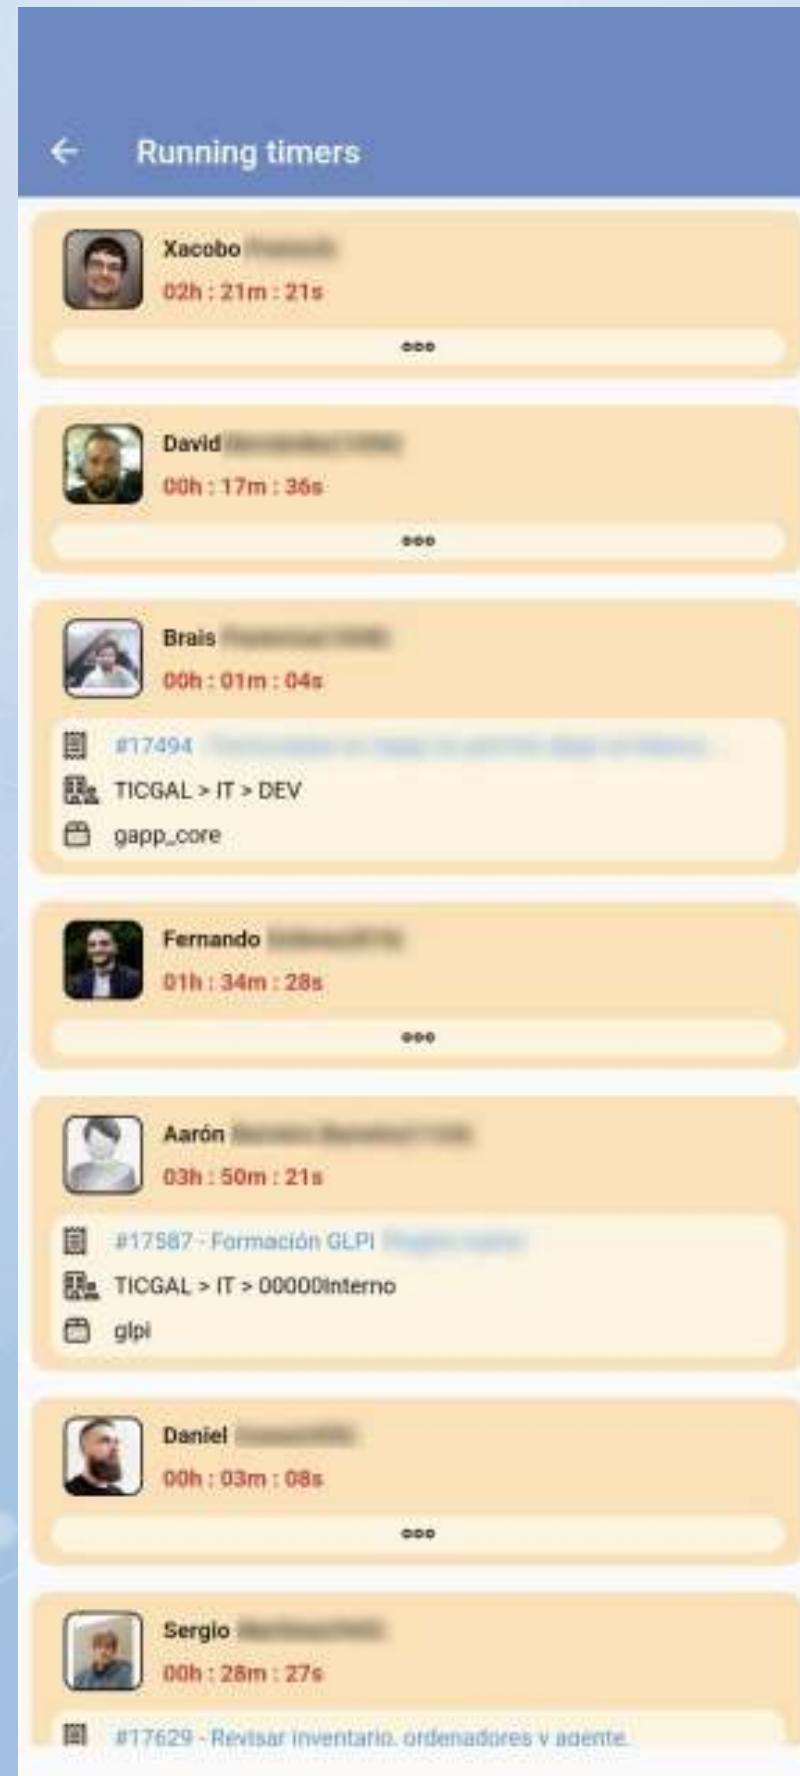 Running timers
Xacobo
02h : 21m : 21s
David
00h : 17m : 36s
Brais
00h : 01m : 04s
#17494
TICGAL > IT > DEV
gapp_core
Fernando
01h : 34m : 28s
Aarón
03h : 50m : 21s
#17587 - Formación GLPI
TICGAL > IT > 00000Interno
glpi
Daniel
00h : 03m : 08s
Sergio
00h : 28m : 27s
#17629 - Revisar inventario, ordenadores y agente.